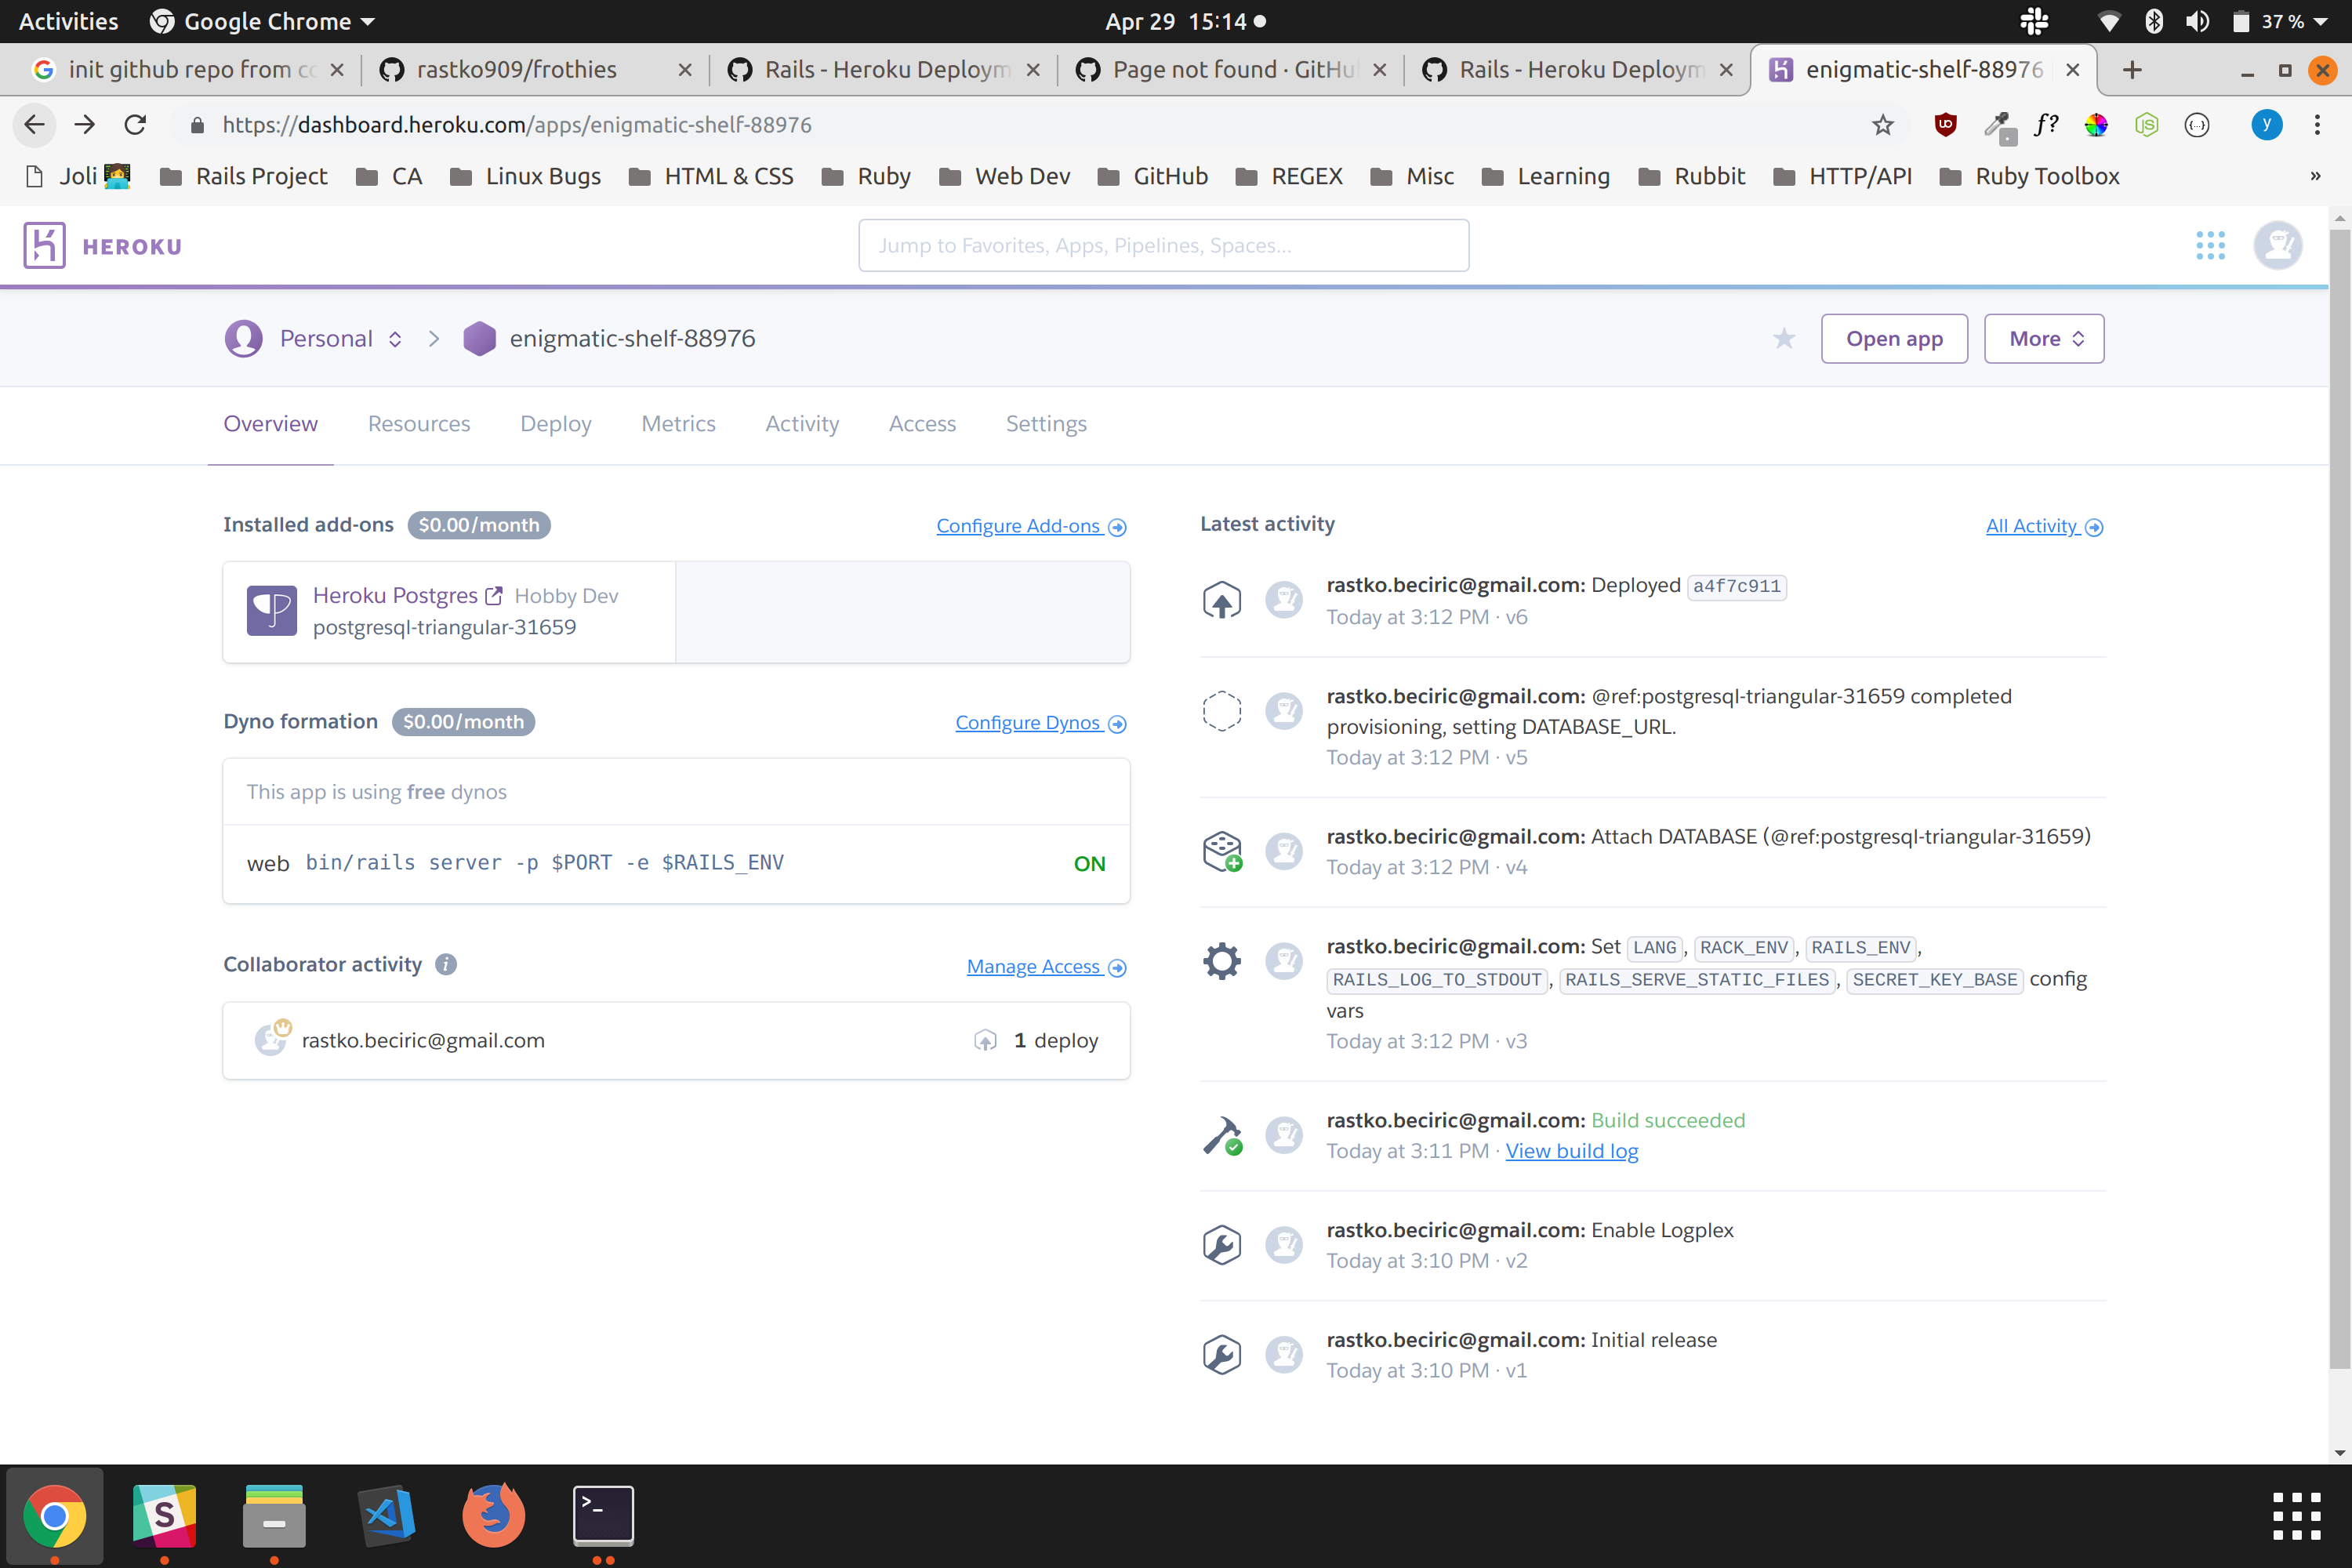 Activities Google Chrome Apr 29 15:14 37 %
init github repo from co rastko909/frothies Rails - Heroku Deploym Page not found · GitHu Rails - Heroku Deploym enigmatic-shelf-88976
https://dashboard.heroku.com/apps/enigmatic-shelf-88976 f? y
Joli Rails Project CA Linux Bugs HTML & CSS Ruby Web Dev GitHub REGEX Misc Learning Rubbit HTTP/API Ruby Toolbox »
HEROKU Jump to Favorites, Apps, Pipelines, Spaces...
Personal > enigmatic-shelf-88976 Open app More
Overview Resources Deploy Metrics Activity Access Settings
Installed add-ons $0.00/month Configure Add-ons
Heroku Postgres Hobby Dev
postgresql-triangular-31659
Dyno formation $0.00/month Configure Dynos
This app is using free dynos
web bin/rails server -p $PORT -e $RAILS_ENV ON
Collaborator activity Manage Access
rastko.beciric@gmail.com 1 deploy
Latest activity All Activity
rastko.beciric@gmail.com: Deployed a4f7c911
Today at 3:12 PM · v6
rastko.beciric@gmail.com: @ref:postgresql-triangular-31659 completed
provisioning, setting DATABASE_URL.
Today at 3:12 PM · v5
rastko.beciric@gmail.com: Attach DATABASE (@ref:postgresql-triangular-31659)
Today at 3:12 PM · v4
rastko.beciric@gmail.com: Set LANG, RACK_ENV, RAILS_ENV,
RAILS_LOG_TO_STDOUT, RAILS_SERVE_STATIC_FILES, SECRET_KEY_BASE config
vars
Today at 3:12 PM · v3
rastko.beciric@gmail.com: Build succeeded
Today at 3:11 PM · View build log
rastko.beciric@gmail.com: Enable Logplex
Today at 3:10 PM · v2
rastko.beciric@gmail.com: Initial release
Today at 3:10 PM · v1